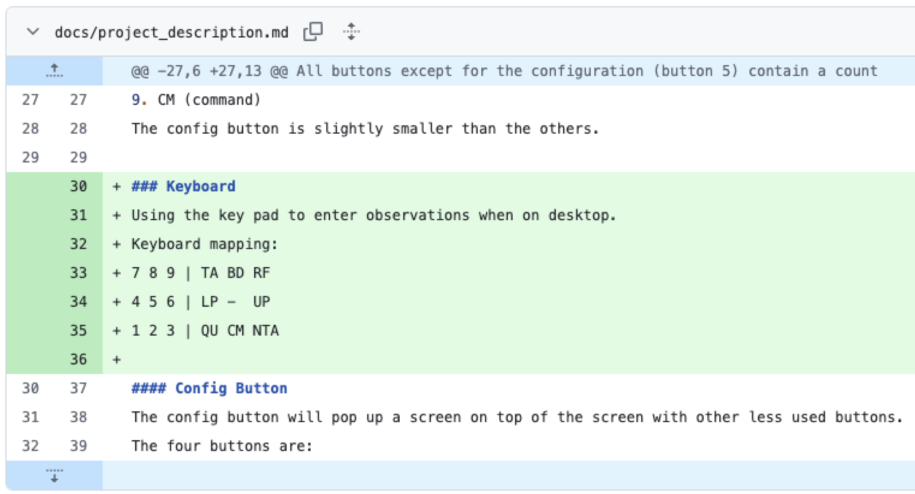 docs/project_description.md
@@ -27,6 +27,13 @@ All buttons except for the configuration (button 5) contain a count
27 27 9. CM (command)
28 28 The config button is slightly smaller than the others.
29 29
30 + ### Keyboard
31 + Using the key pad to enter observations when on desktop.
32 + Keyboard mapping:
33 + 7 8 9 | TA BD RF
34 + 4 5 6 | LP -  UP
35 + 1 2 3 | QU CM NTA
36 +
30 37 #### Config Button
31 38 The config button will pop up a screen on top of the screen with other less used buttons.
32 39 The four buttons are: